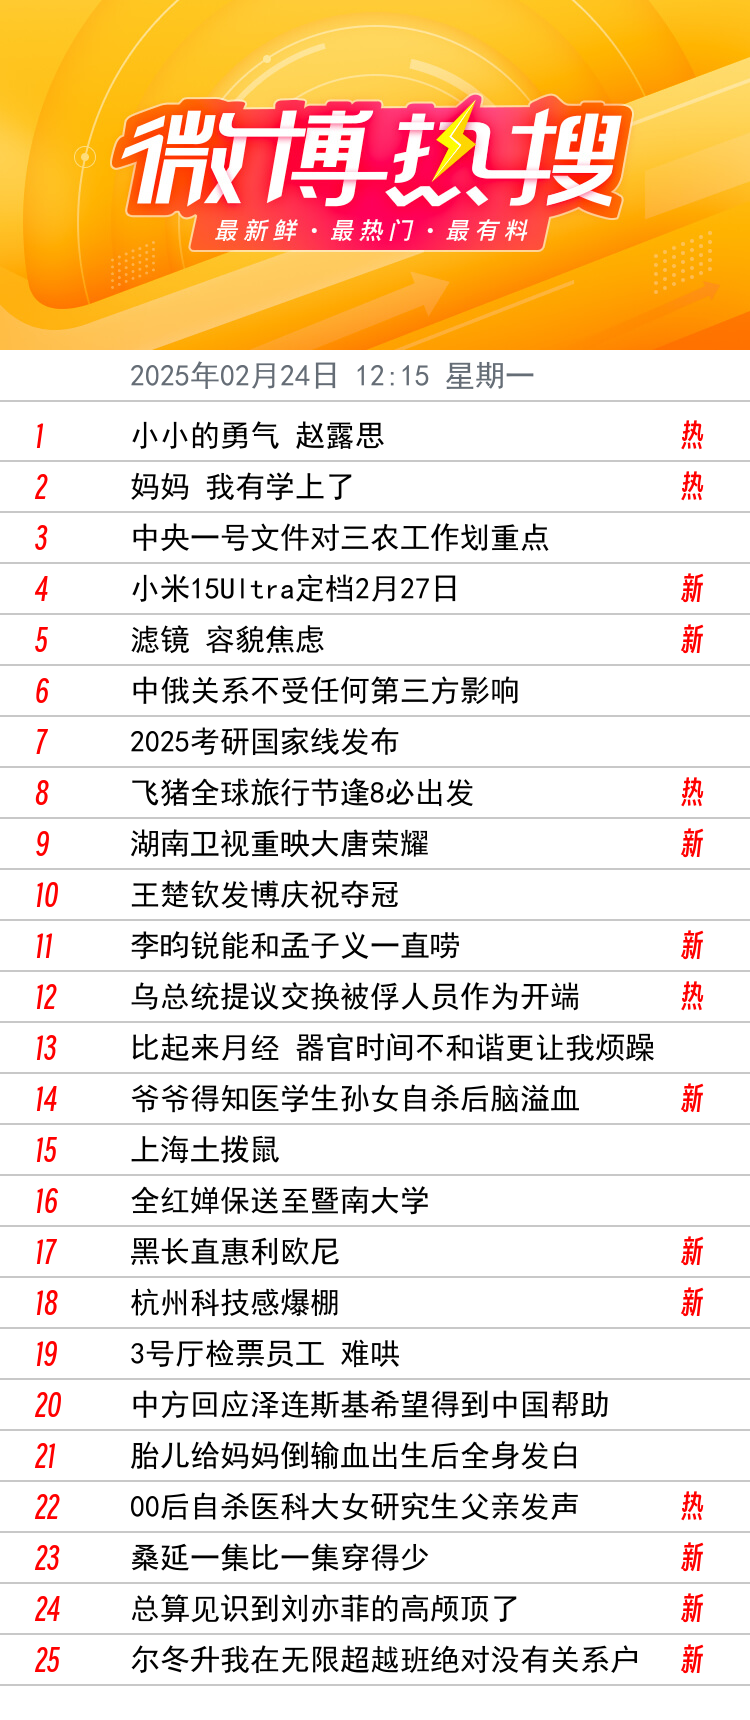 微博热搜
最新鲜·最热门·最有料
2025年02月24日 12:15 星期一
1 小小的勇气 赵露思 热
2 妈妈 我有学上了 热
3 中央一号文件对三农工作划重点
4 小米15Ultra定档2月27日 新
5 滤镜 容貌焦虑 新
6 中俄关系不受任何第三方影响
7 2025考研国家线发布
8 飞猪全球旅行节逢8必出发 热
9 湖南卫视重映大唐荣耀 新
10 王楚钦发博庆祝夺冠
11 李昀锐能和孟子义一直唠 新
12 乌总统提议交换被俘人员作为开端 热
13 比起来月经 器官时间不和谐更让我烦躁
14 爷爷得知医学生孙女自杀后脑溢血 新
15 上海土拨鼠
16 全红婵保送至暨南大学
17 黑长直惠利欧尼 新
18 杭州科技感爆棚 新
19 3号厅检票员工 难哄
20 中方回应泽连斯基希望得到中国帮助
21 胎儿给妈妈倒输血出生后全身发白
22 00后自杀医科大女研究生父亲发声 热
23 桑延一集比一集穿得少 新
24 总算见识到刘亦菲的高颅顶了 新
25 尔冬升我在无限超越班绝对没有关系户 新